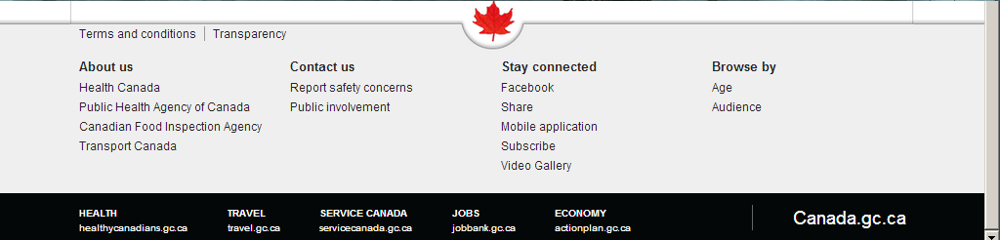 Terms and conditions | Transparency
About us
Health Canada
Public Health Agency of Canada
Canadian Food Inspection Agency
Transport Canada
Contact us
Report safety concerns
Public involvement
Stay connected
Facebook
Share
Mobile application
Subscribe
Video Gallery
Browse by
Age
Audience
HEALTH
healthycanadians.gc.ca
TRAVEL
travel.gc.ca
SERVICE CANADA
servicecanada.gc.ca
JOBS
jobbank.gc.ca
ECONOMY
actionplan.gc.ca
Canada.gc.ca